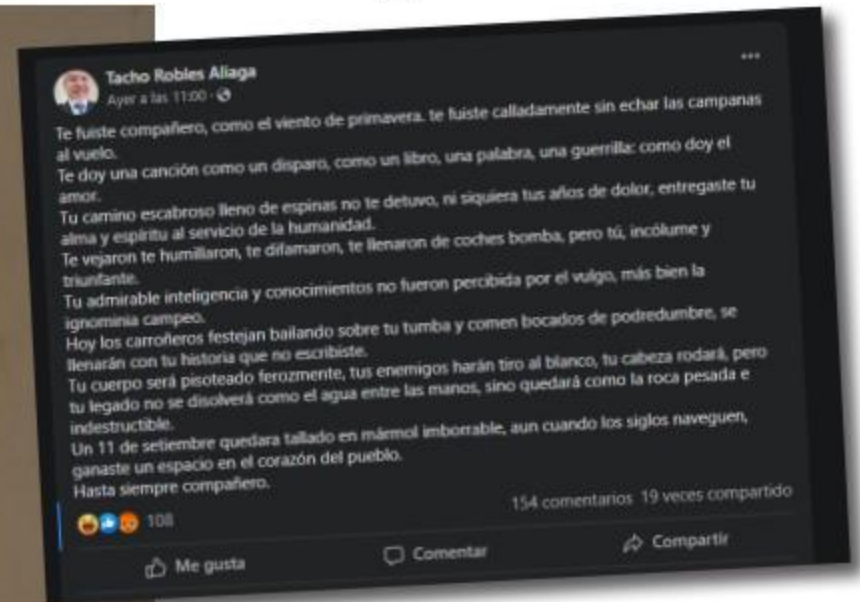 Tacho Robles Aliaga
Ayer a las 11:00 ·
Te fuiste compañero, como el viento de primavera. te fuiste calladamente sin echar las campanas
al vuelo.
Te doy una canción como un disparo, como un libro, una palabra, una guerrilla: como doy el
amor.
Tu camino escabroso lleno de espinas no te detuvo, ni siquiera tus años de dolor, entregaste tu
alma y espíritu al servicio de la humanidad.
Te vejaron te humillaron, te difamaron, te llenaron de coches bomba, pero tú, incólume y
triunfante.
Tu admirable inteligencia y conocimientos no fueron percibida por el vulgo, más bien la
ignominia campeo.
Hoy los carroñeros festejan bailando sobre tu tumba y comen bocados de podredumbre, se
llenarán con tu historia que no escribiste.
Tu cuerpo será pisoteado ferozmente, tus enemigos harán tiro al blanco, tu cabeza rodará, pero
tu legado no se disolverá como el agua entre las manos, sino quedará como la roca pesada e
indestructible.
Un 11 de setiembre quedara tallado en mármol imborrable, aun cuando los siglos naveguen,
ganaste un espacio en el corazón del pueblo.
Hasta siempre compañero.
108 154 comentarios 19 veces compartido
Me gusta Comentar Compartir